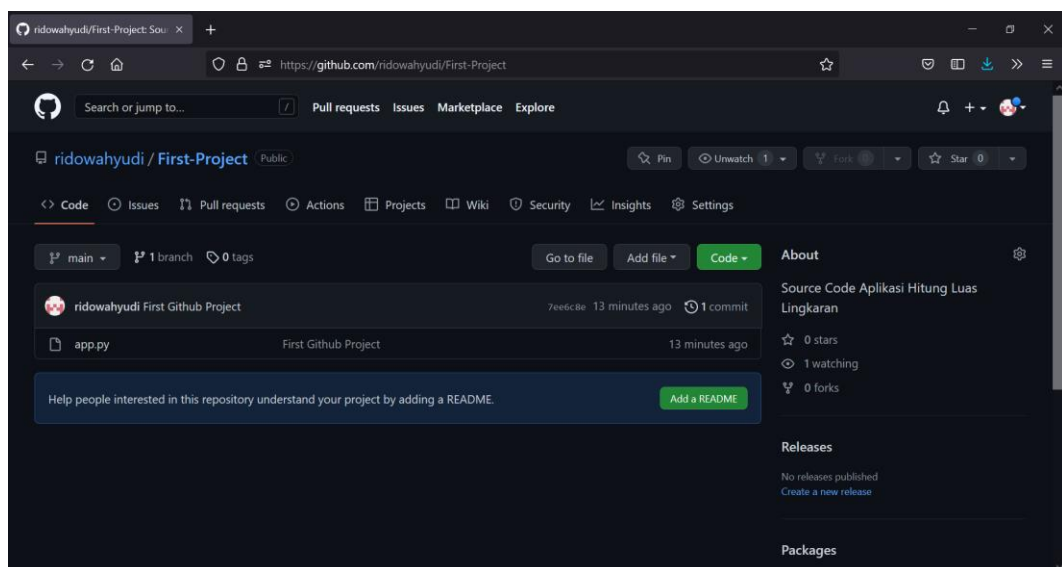 ridowahyudi/First-Project: Sou
https://github.com/ridowahyudi/First-Project
Search or jump to... / Pull requests Issues Marketplace Explore
ridowahyudi / First-Project Public
Pin Unwatch 1 Fork 0 Star 0
Code Issues Pull requests Actions Projects Wiki Security Insights Settings
main 1 branch 0 tags Go to file Add file Code
ridowahyudi First Github Project 7ee6c8e 13 minutes ago 1 commit
app.py First Github Project 13 minutes ago
Help people interested in this repository understand your project by adding a README. Add a README
About
Source Code Aplikasi Hitung Luas
Lingkaran
0 stars
1 watching
0 forks
Releases
No releases published
Create a new release
Packages